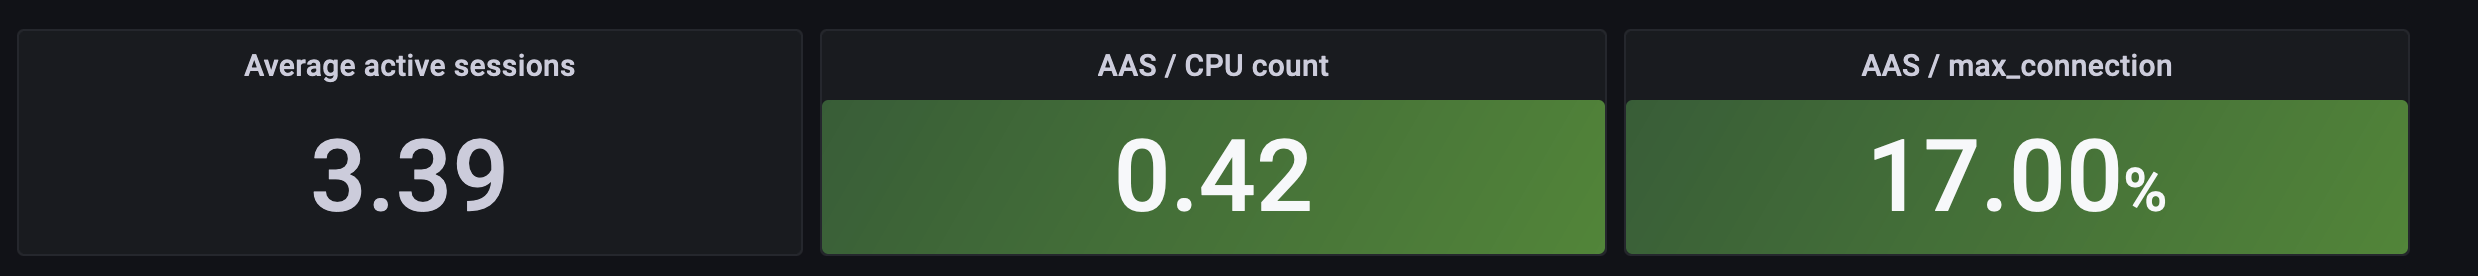 Average active sessions
3.39
AAS / CPU count
0.42
AAS / max_connection
17.00%